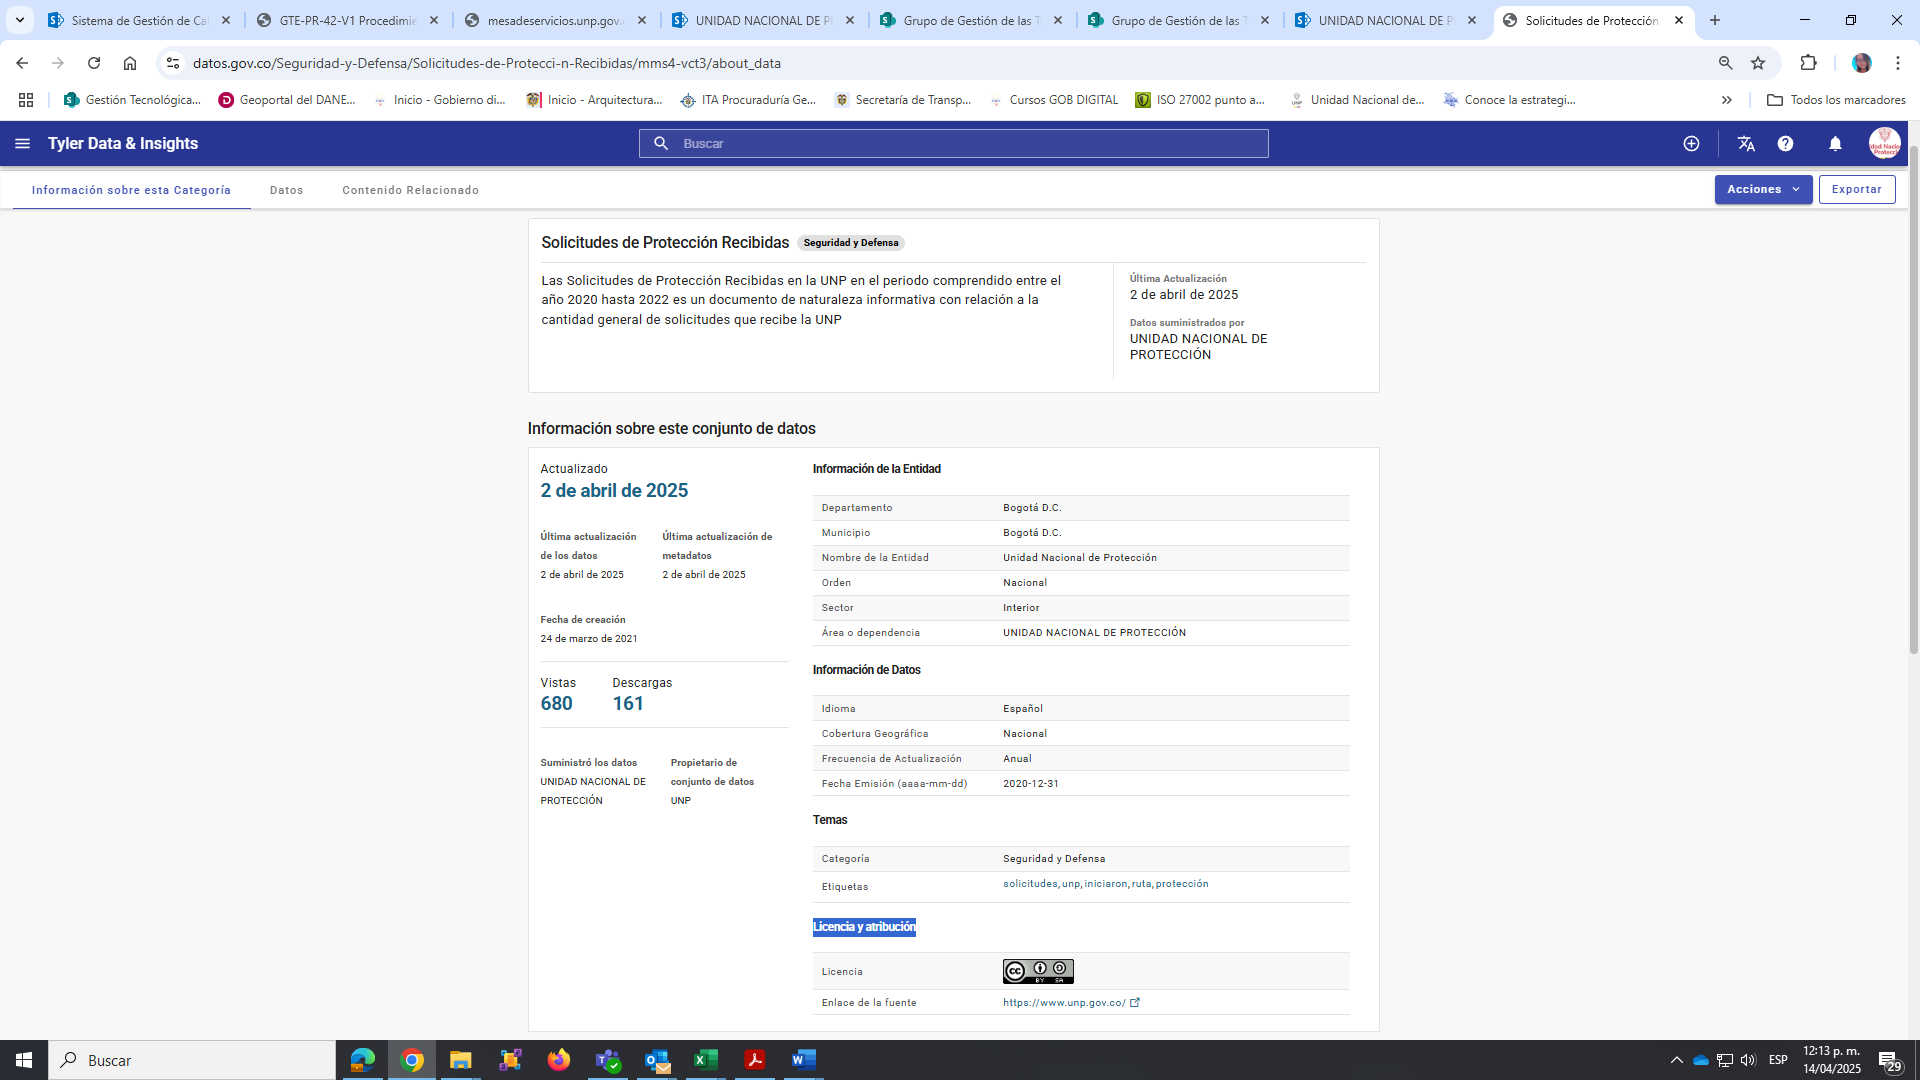 Sistema de Gestión de Ca
GTE-PR-42-V1 Procedimie
mesadeservicios.unp.gov.
UNIDAD NACIONAL DE P
Grupo de Gestión de las T
Grupo de Gestión de las T
UNIDAD NACIONAL DE P
Solicitudes de Protección
datos.gov.co/Seguridad-y-Defensa/Solicitudes-de-Protecci-n-Recibidas/mms4-vct3/about_data
Gestión Tecnológica...
Geoportal del DANE...
Inicio - Gobierno di...
Inicio - Arquitectura...
ITA Procuraduría Ge...
Secretaría de Transp...
Cursos GOB DIGITAL
ISO 27002 punto a...
Unidad Nacional de...
Conoce la estrategi...
Todos los marcadores
Tyler Data & Insights
Buscar
Información sobre esta Categoría
Datos
Contenido Relacionado
Acciones
Exportar
Solicitudes de Protección Recibidas
Seguridad y Defensa
Las Solicitudes de Protección Recibidas en la UNP en el periodo comprendido entre el
año 2020 hasta 2022 es un documento de naturaleza informativa con relación a la
cantidad general de solicitudes que recibe la UNP
Última Actualización
2 de abril de 2025
Datos suministrados por
UNIDAD NACIONAL DE
PROTECCIÓN
Información sobre este conjunto de datos
Actualizado
2 de abril de 2025
Última actualización
de los datos
2 de abril de 2025
Última actualización de
metadatos
2 de abril de 2025
Fecha de creación
24 de marzo de 2021
Vistas
680
Descargas
161
Suministró los datos
UNIDAD NACIONAL DE
PROTECCIÓN
Propietario de
conjunto de datos
UNP
Información de la Entidad
Departamento Bogotá D.C.
Municipio Bogotá D.C.
Nombre de la Entidad Unidad Nacional de Protección
Orden Nacional
Sector Interior
Área o dependencia UNIDAD NACIONAL DE PROTECCIÓN
Información de Datos
Idioma Español
Cobertura Geográfica Nacional
Frecuencia de Actualización Anual
Fecha Emisión (aaaa-mm-dd) 2020-12-31
Temas
Categoría Seguridad y Defensa
Etiquetas solicitudes, unp, iniciaron, ruta, protección
Licencia y atribución
Licencia
cc BY SA
Enlace de la fuente https://www.unp.gov.co/
Buscar
ESP
12:13 p. m.
14/04/2025
29